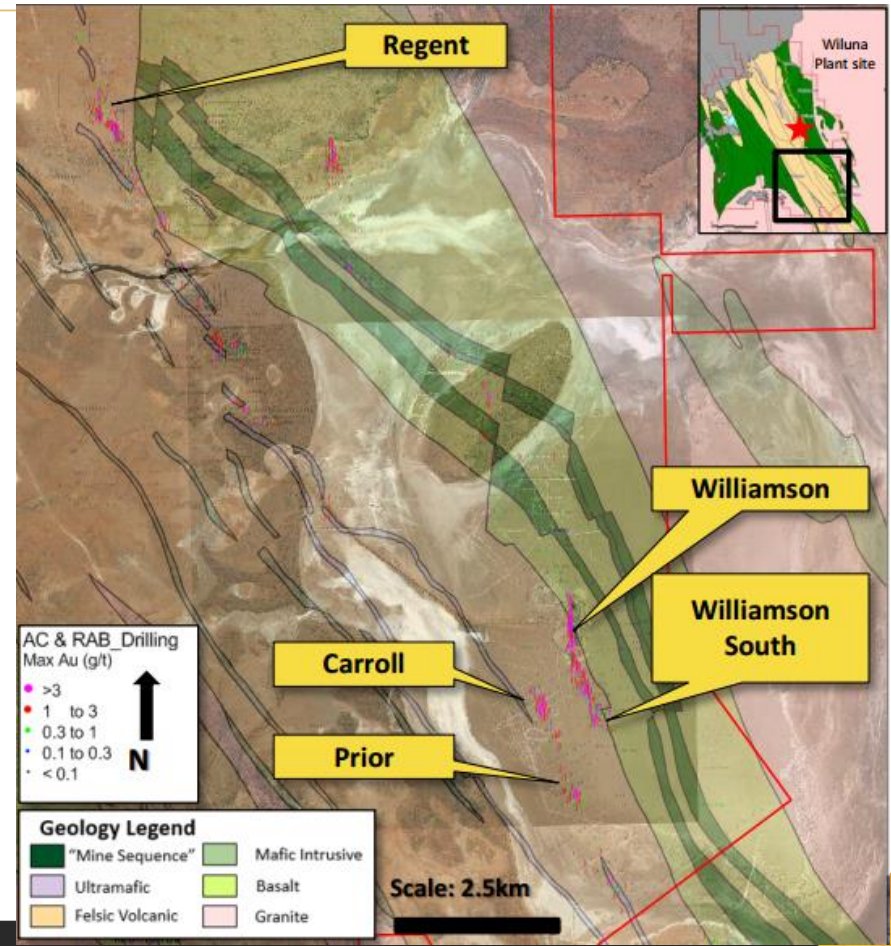 Regent
Wiluna
Plant site
Williamson
Williamson
South
Carroll
Prior
AC & RAB_Drilling
Max Au (g/t)
>3
1 to 3
0.3 to 1
0.1 to 0.3
< 0.1
N
Geology Legend
"Mine Sequence"
Mafic Intrusive
Ultramafic
Basalt
Felsic Volcanic
Granite
Scale: 2.5km